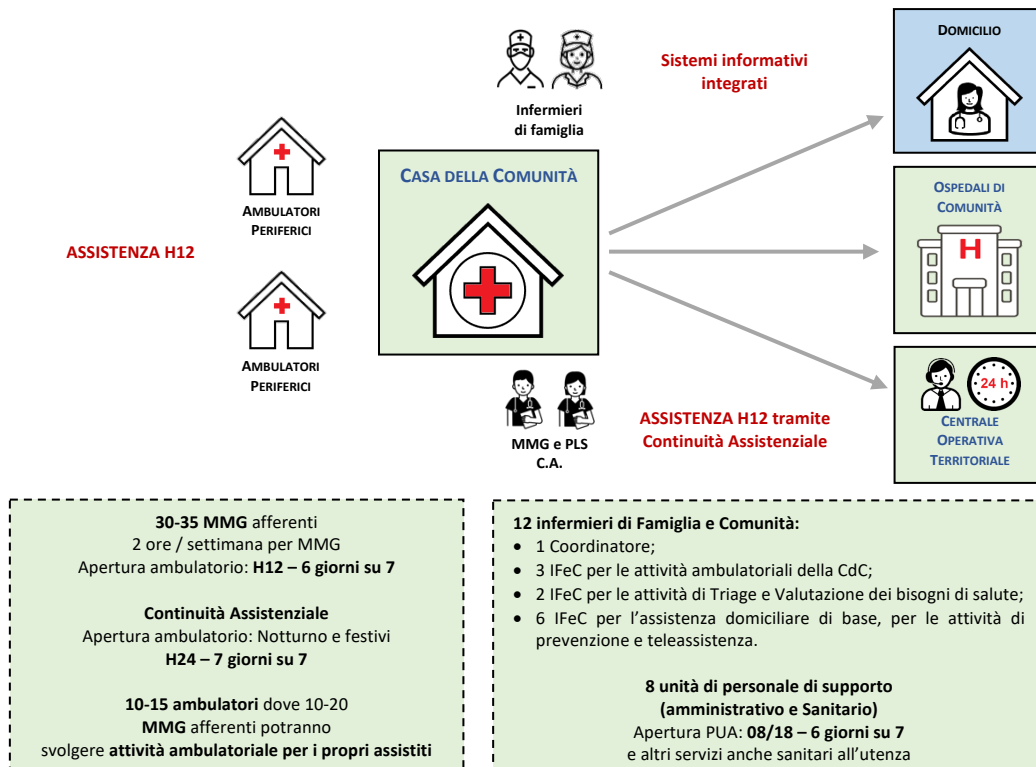 DOMICILIO
Sistemi informativi
integrati
Infermieri
di famiglia
CASA DELLA COMUNITÀ
AMBULATORI
PERIFERICI
OSPEDALI DI
COMUNITÀ
H
ASSISTENZA H12
AMBULATORI
PERIFERICI
24 h
MMG e PLS
C.A.
ASSISTENZA H12 tramite
Continuità Assistenziale
CENTRALE
OPERATIVA
TERRITORIALE
30-35 MMG afferenti
2 ore / settimana per MMG
Apertura ambulatorio: H12 – 6 giorni su 7
Continuità Assistenziale
Apertura ambulatorio: Notturno e festivi
H24 – 7 giorni su 7
10-15 ambulatori dove 10-20
MMG afferenti potranno
svolgere attività ambulatoriale per i propri assistiti
12 infermieri di Famiglia e Comunità:
• 1 Coordinatore;
• 3 IFeC per le attività ambulatoriali della CdC;
• 2 IFeC per le attività di Triage e Valutazione dei bisogni di salute;
• 6 IFeC per l’assistenza domiciliare di base, per le attività di
prevenzione e teleassistenza.
8 unità di personale di supporto
(amministrativo e Sanitario)
Apertura PUA: 08/18 – 6 giorni su 7
e altri servizi anche sanitari all’utenza